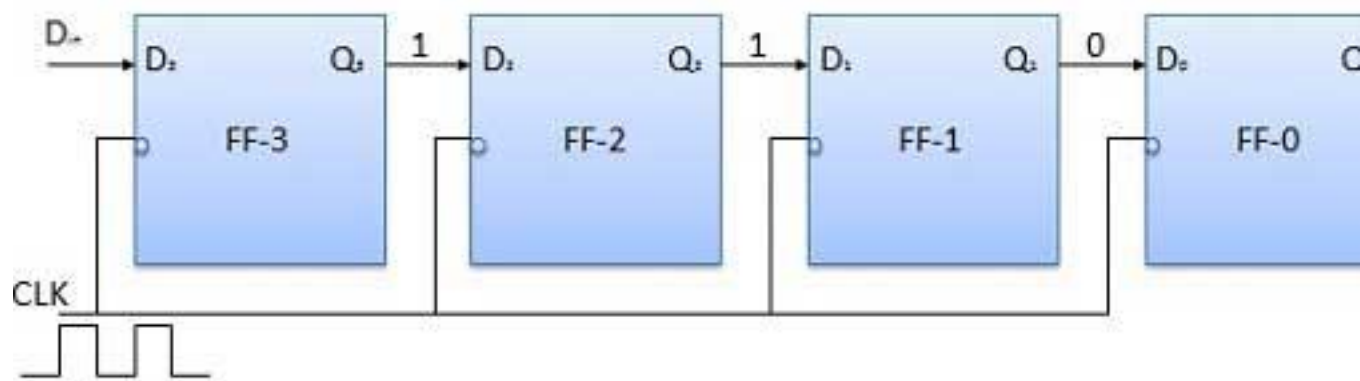 D D₃ Q₃ 1 D₂ Q₂ 1 D₁ Q₁ 0 D₀ Q
FF-3 FF-2 FF-1 FF-0
CLK